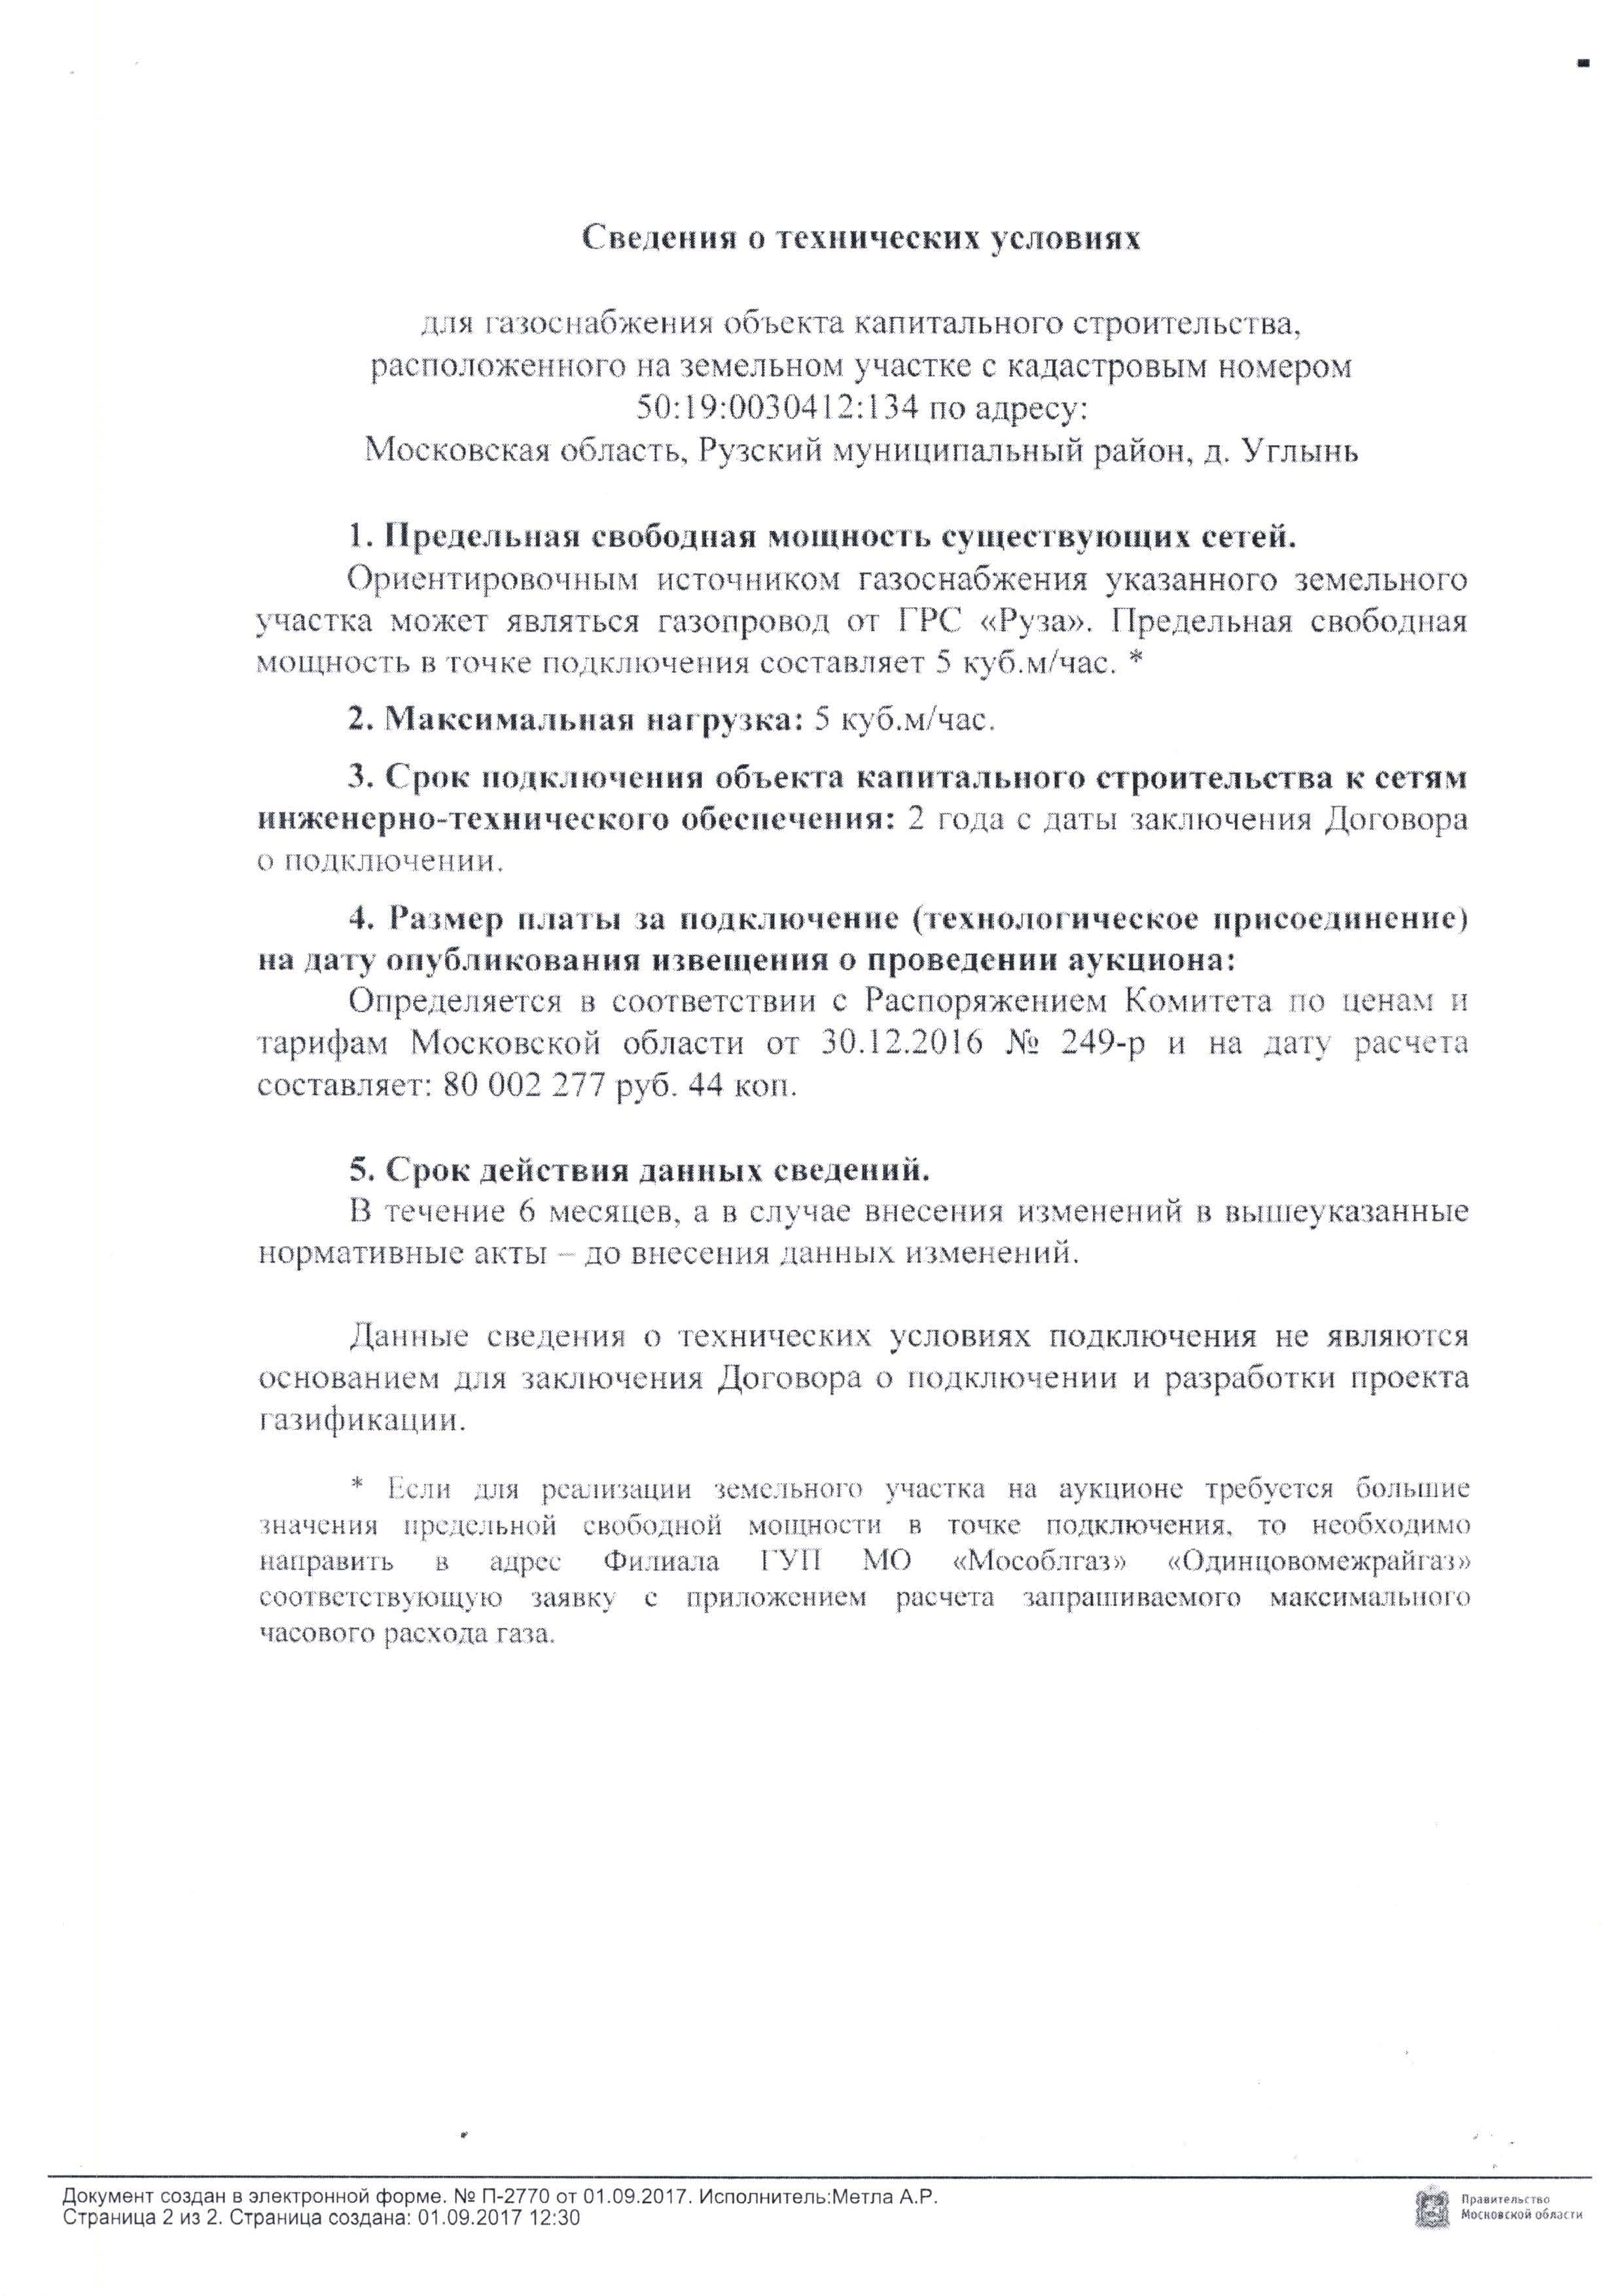 Сведения о технических условиях
для газоснабжения объекта капитального строительства,
расположенного на земельном участке с кадастровым номером
50:19:0030412:134 по адресу:
Московская область, Рузский муниципальный район, д. Углынь
1. Предельная свободная мощность существующих сетей.
Ориентировочным источником газоснабжения указанного земельного
участка может являться газопровод от ГРС «Руза». Предельная свободная
мощность в точке подключения составляет 5 куб.м/час. *
2. Максимальная нагрузка: 5 куб.м/час.
3. Срок подключения объекта капитального строительства к сетям
инженерно-технического обеспечения: 2 года с даты заключения Договора
о подключении.
4. Размер платы за подключение (технологическое присоединение)
на дату опубликования извещения о проведении аукциона:
Определяется в соответствии с Распоряжением Комитета по ценам и
тарифам Московской области от 30.12.2016 № 249-р и на дату расчета
составляет: 80 002 277 руб. 44 коп.
5. Срок действия данных сведений.
В течение 6 месяцев, а в случае внесения изменений в вышеуказанные
нормативные акты – до внесения данных изменений.
Данные сведения о технических условиях подключения не являются
основанием для заключения Договора о подключении и разработки проекта
газификации.
* Если для реализации земельного участка на аукционе требуется большие
значения предельной свободной мощности в точке подключения, то необходимо
направить в адрес Филиала ГУП МО «Мособлгаз» «Одинцовомежрайгаз»
соответствующую заявку с приложением расчета запрашиваемого максимального
часового расхода газа.
Документ создан в электронной форме. № П-2770 от 01.09.2017. Исполнитель:Метла А.Р.
Страница 2 из 2. Страница создана: 01.09.2017 12:30
Правительство
Московской области